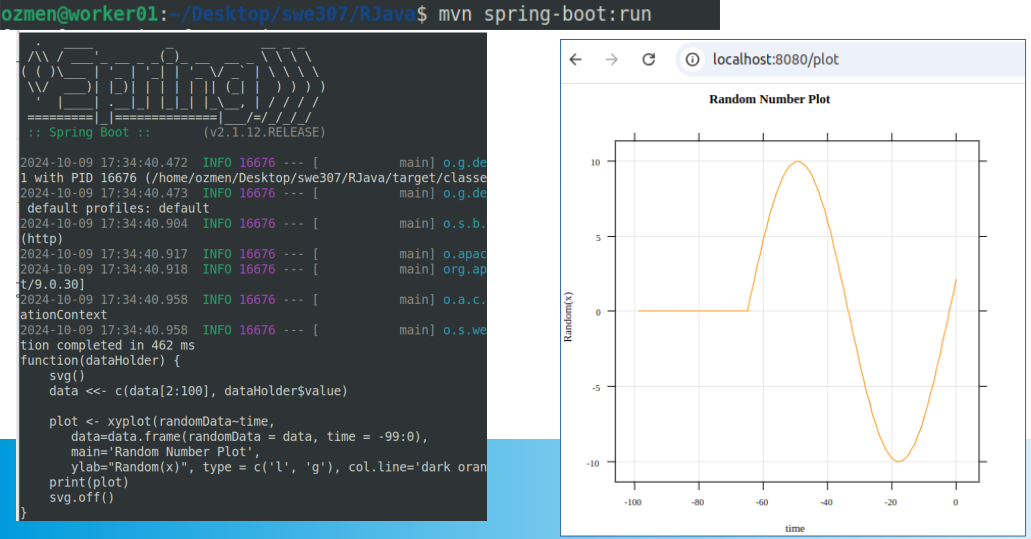 ozmen@worker01:~/Desktop/swe307/RJava$ mvn spring-boot:run
:: Spring Boot ::        (v2.1.12.RELEASE)
2024-10-09 17:34:40.472  INFO 16676 --- [           main] o.g.de
1 with PID 16676 (/home/ozmen/Desktop/swe307/RJava/target/classe
2024-10-09 17:34:40.473  INFO 16676 --- [           main] o.g.de
default profiles: default
2024-10-09 17:34:40.904  INFO 16676 --- [           main] o.s.b.
(http)
2024-10-09 17:34:40.917  INFO 16676 --- [           main] o.apac
2024-10-09 17:34:40.918  INFO 16676 --- [           main] org.ap
t/9.0.30]
2024-10-09 17:34:40.958  INFO 16676 --- [           main] o.a.c.
ationContext
2024-10-09 17:34:40.958  INFO 16676 --- [           main] o.s.we
tion completed in 462 ms
function(dataHolder) {
    svg()
    data <<- c(data[2:100], dataHolder$value)
    plot <- xyplot(randomData~time,
       data=data.frame(randomData = data, time = -99:0),
       main='Random Number Plot',
       ylab="Random(x)", type = c('l', 'g'), col.line='dark oran
    print(plot)
    svg.off()
}
localhost:8080/plot
Random Number Plot
10
5
0
-5
-10
Random(x)
-100 -80 -60 -40 -20 0
time